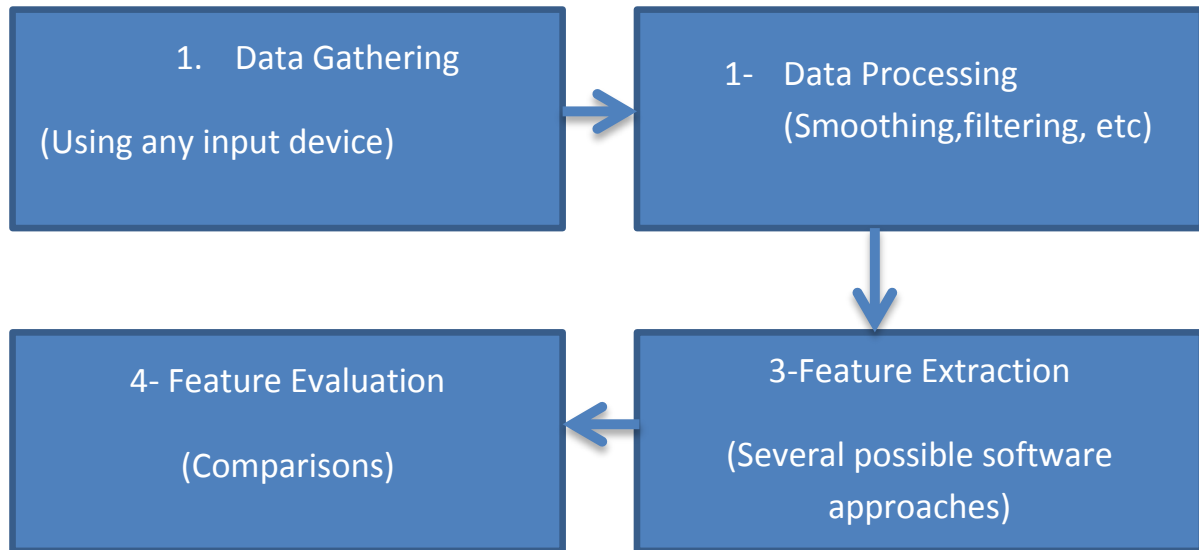 1. Data Gathering
(Using any input device)
1- Data Processing
(Smoothing,filtering, etc)
3-Feature Extraction
(Several possible software
approaches)
4- Feature Evaluation
(Comparisons)